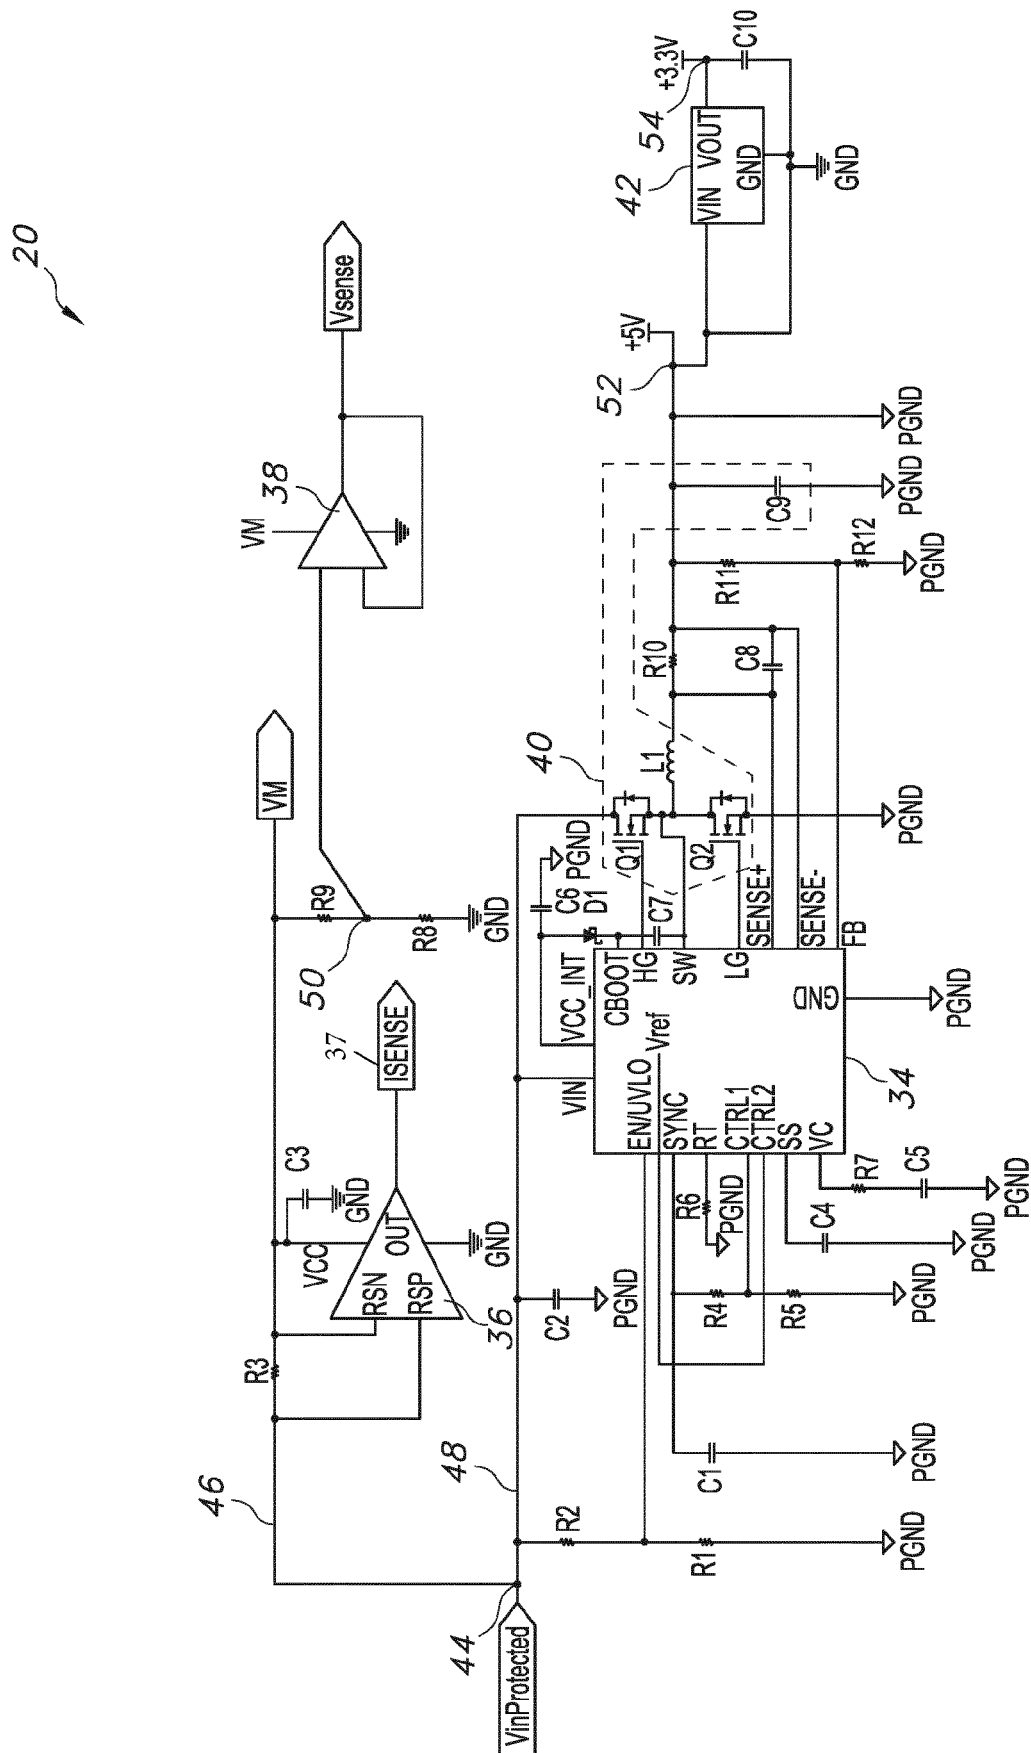 20
46
R3
RSN
RSP
36
VCC
OUT
C3
GND
GND
37
ISENSE
VM
R9
50
R8
GND
VM
38
Vsense
VinProtected
44
48
R2
R1
PGND
C1
PGND
C2
PGND
R4
R5
PGND
R6
PGND
C4
PGND
R7
C5
PGND
VIN
VCC_INT
EN/UVLO
Vref
SYNC
RT
CTRL1
CTRL2
SS
VC
CBOOT
HG
SW
LG
SENSE+
SENSE-
FB
GND
34
PGND
C6
D1
PGND
C7
Q1
Q2
40
L1
PGND
R10
C8
R11
R12
PGND
C9
PGND
PGND
52
+5V
42
VIN
VOUT
GND
54
+3.3V
C10
GND